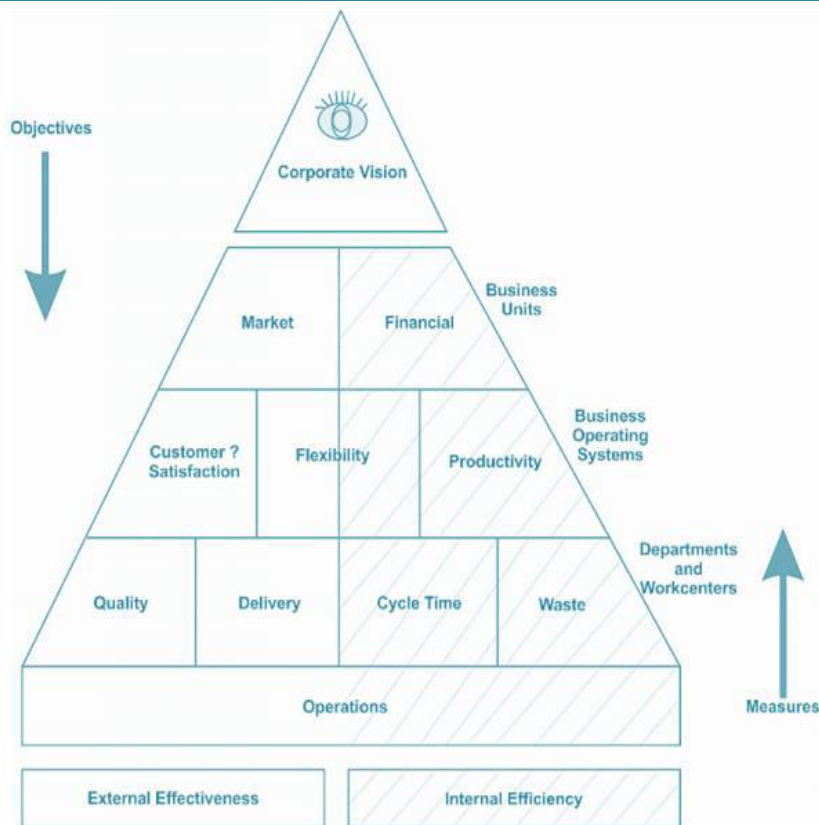 Objectives
Corporate Vision
Market
Financial
Business
Units
Customer ?
Satisfaction
Flexibility
Productivity
Business
Operating
Systems
Quality
Delivery
Cycle Time
Waste
Departments
and
Workcenters
Operations
Measures
External Effectiveness
Internal Efficiency